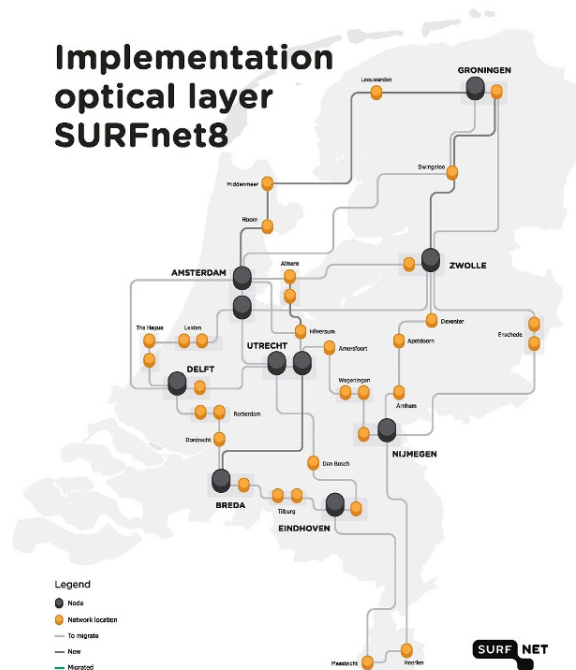 Implementation
optical layer
SURFnet8
GRONINGEN
Leeuwarden
Dwingeloo
Middenmeer
Hoorn
Almere
ZWOLLE
AMSTERDAM
The Hague
Leiden
Hilversum
Deventer
Enschede
UTRECHT
Amersfoort
Apeldoorn
DELFT
Wageningen
Arnhem
Rotterdam
Dordrecht
NIJMEGEN
Den Bosch
BREDA
Tilburg
EINDHOVEN
Legend
Node
Network location
To migrate
New
Migrated
Maastricht
Heerlen
SURF NET